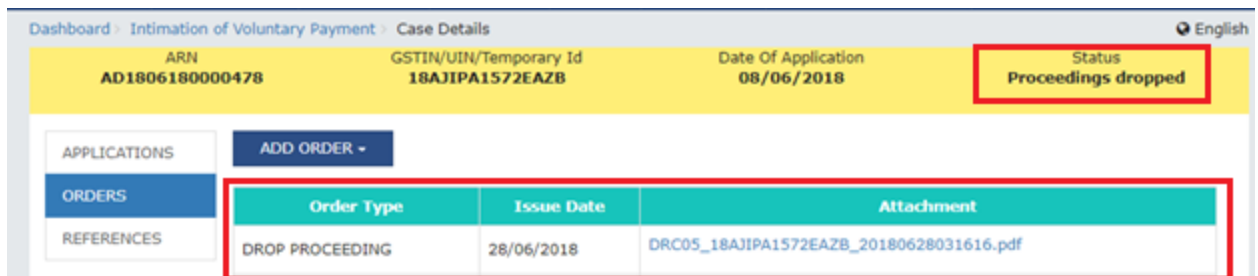 Dashboard > Intimation of Voluntary Payment > Case Details English
ARN GSTIN/UIN/Temporary Id Date Of Application Status
AD1806180000478 18AJIPA1572EAZB 08/06/2018 Proceedings dropped
APPLICATIONS ADD ORDER
ORDERS Order Type Issue Date Attachment
REFERENCES DROP PROCEEDING 28/06/2018 DRC05_18AJIPA1572EAZB_20180628031616.pdf